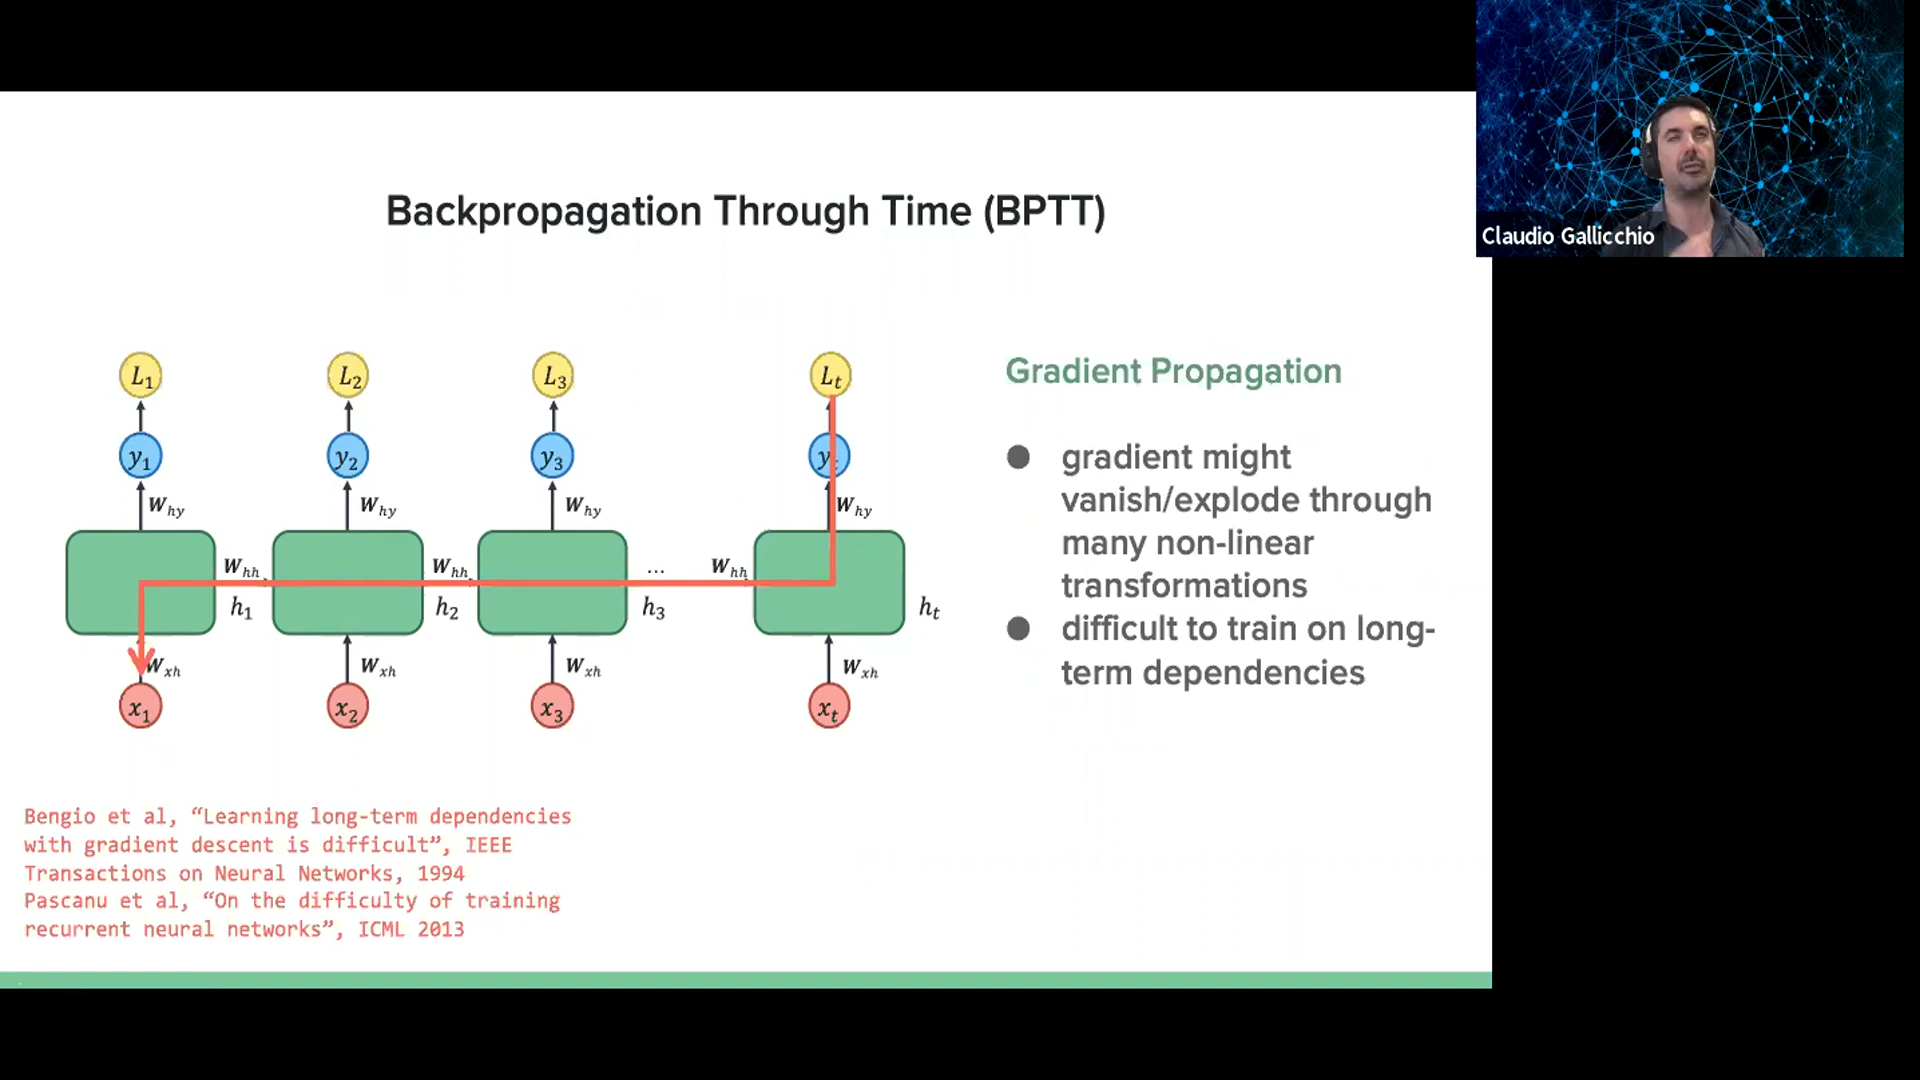 Claudio Gallicchio
Backpropagation Through Time (BPTT)
L1 L2 L3 Lt
y1 y2 y3 y
Why Why Why Why
Whh Whh ... Whh
h1 h2 h3 ht
Wxh Wxh Wxh Wxh
x1 x2 x3 xt
Gradient Propagation
● gradient might
vanish/explode through
many non-linear
transformations
● difficult to train on long-
term dependencies
Bengio et al, “Learning long-term dependencies
with gradient descent is difficult”, IEEE
Transactions on Neural Networks, 1994
Pascanu et al, “On the difficulty of training
recurrent neural networks”, ICML 2013